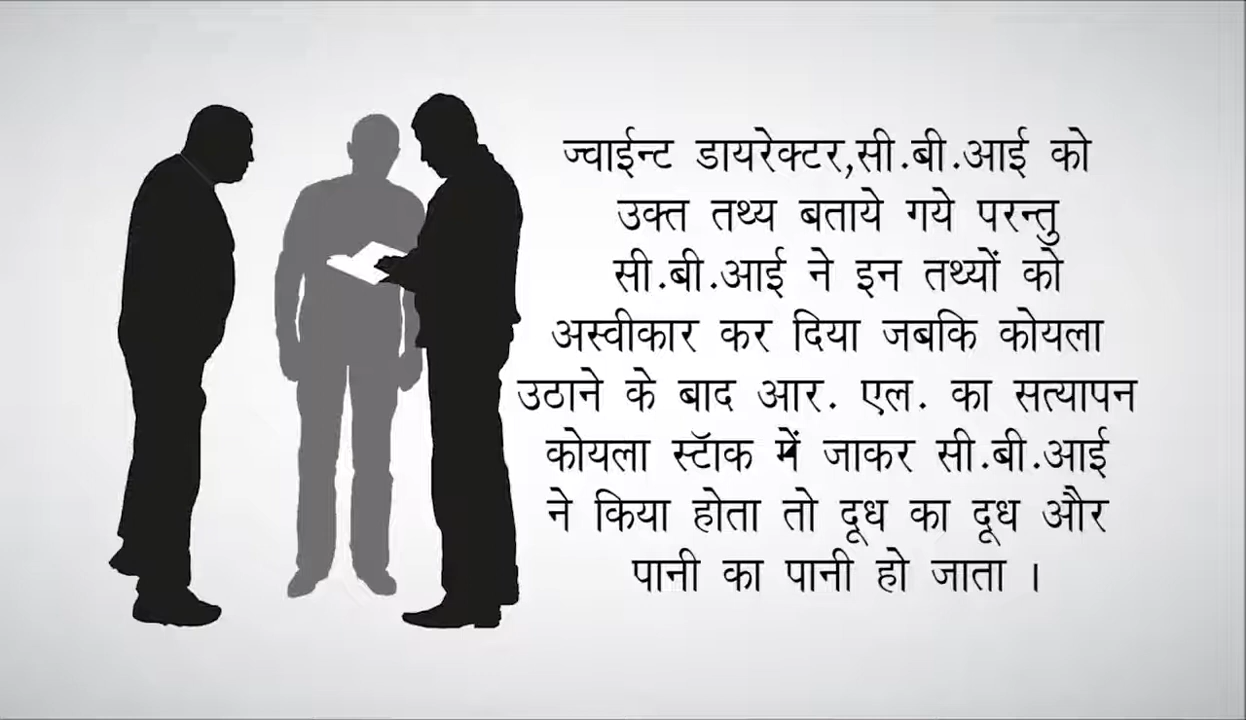 ज्वाईन्ट डायरेक्टर,सी.बी.आई को
उक्त तथ्य बताये गये परन्तु
सी.बी.आई ने इन तथ्यों को
अस्वीकार कर दिया जबकि कोयला
उठाने के बाद आर. एल. का सत्यापन
कोयला स्टॅाक में जाकर सी.बी.आई
ने किया होता तो दूध का दूध और
पानी का पानी हो जाता ।